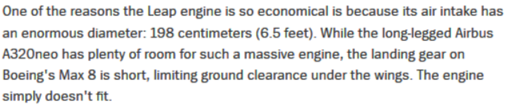 One of the reasons the Leap engine is so economical is because its air intake has
an enormous diameter: 198 centimeters (6.5 feet). While the long-legged Airbus
A320neo has plenty of room for such a massive engine, the landing gear on
Boeing's Max 8 is short, limiting ground clearance under the wings. The engine
simply doesn't fit.